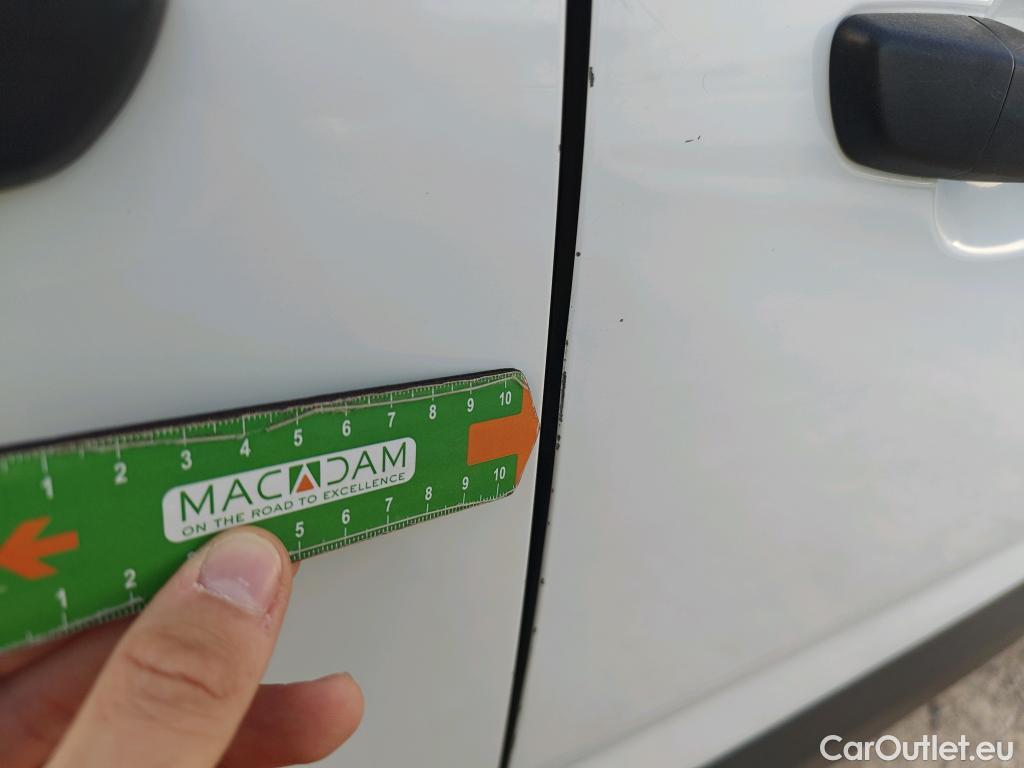 1 2 3 4 5 6 7 8 9 10
MACADAM
ON THE ROAD TO EXCELLENCE
1 2 5 6 7 8 9 10
CarOutlet.eu